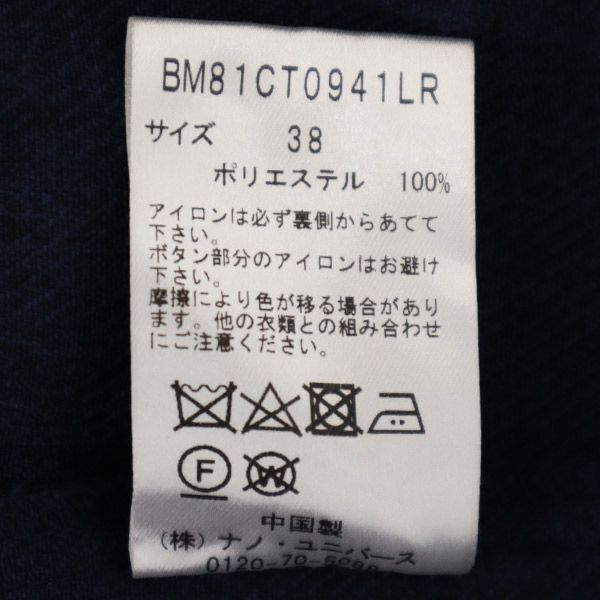 BM81CT0941LR
サイズ 38
ポリエステル 100%
アイロンは必ず裏側からあてて
下さい。
ボタン部分のアイロンはお避け
下さい。
摩擦により色が移る場合があり
ます。他の衣類との組み合わせ
にご注意ください。
F W
中国製
(株)ナノ・ユニバース
0120-70-